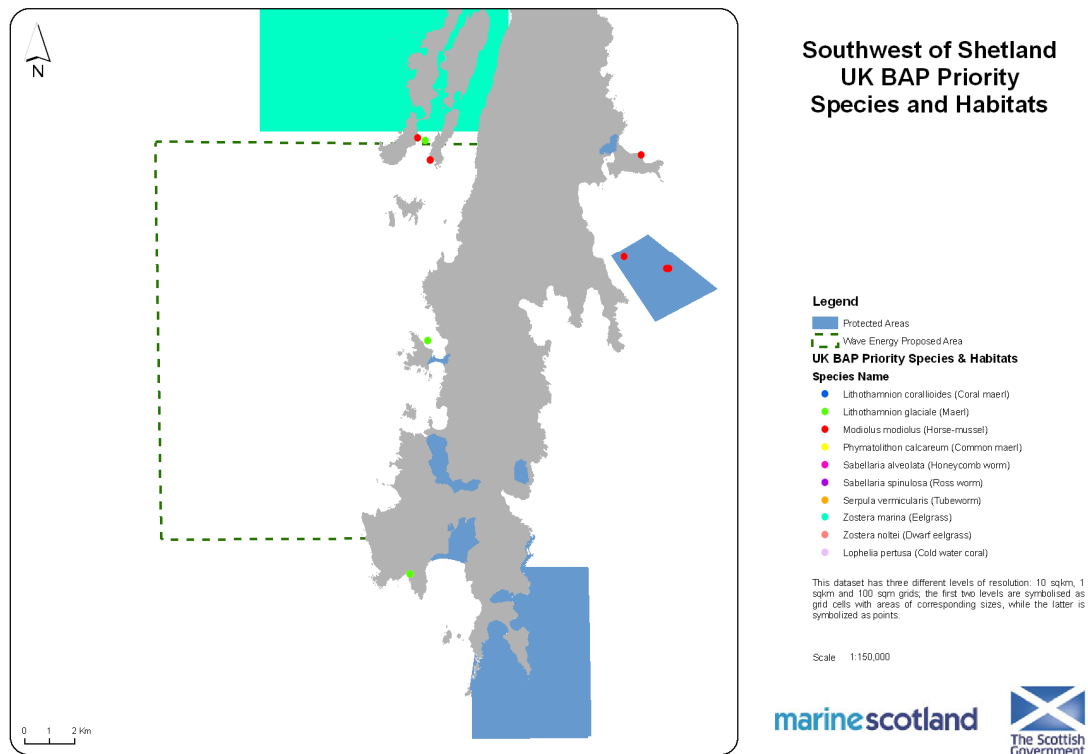 N
Southwest of Shetland
UK BAP Priority
Species and Habitats
Legend
Protected Areas
Wave Energy Proposed Area
UK BAP Priority Species & Habitats
Species Name
Lithothamnion corallioides (Coral maerl)
Lithothamnion glaciale (Maerl)
Modiolus modiolus (Horse-mussel)
Phymatolithon calcareum (Common maerl)
Sabellaria alveolata (Honeycomb worm)
Sabellaria spinulosa (Ross worm)
Serpula vermicularis (Tubeworm)
Zostera marina (Eelgrass)
Zostera noltei (Dwarf eelgrass)
Lophelia pertusa (Cold water coral)
This dataset has three different levels of resolution: 10 sqkm, 1
sqkm and 100 sqm grids; the first two levels are symbolised as
grid cells with areas of corresponding sizes, while the latter is
symbolized as points.
Scale 1:150,000
0 1 2 Km
marinescotland
The Scottish
Government